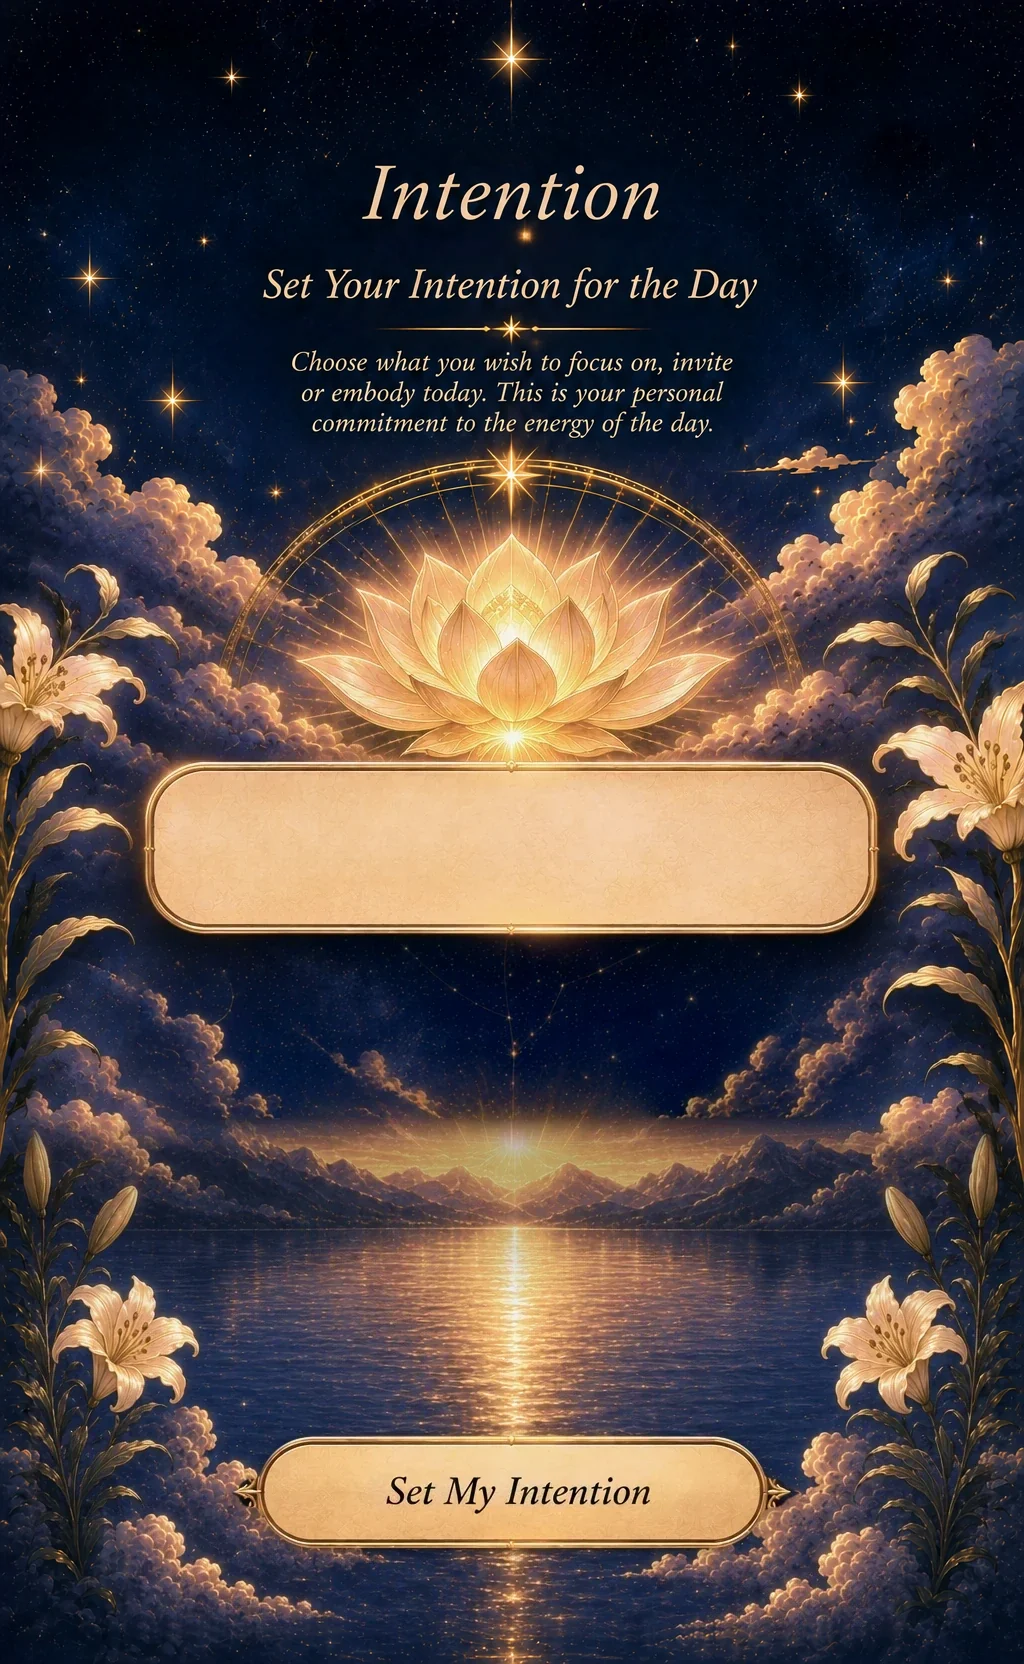 Intention
Set Your Intention for the Day
Choose what you wish to focus on, invite
or embody today. This is your personal
commitment to the energy of the day.
Set My Intention